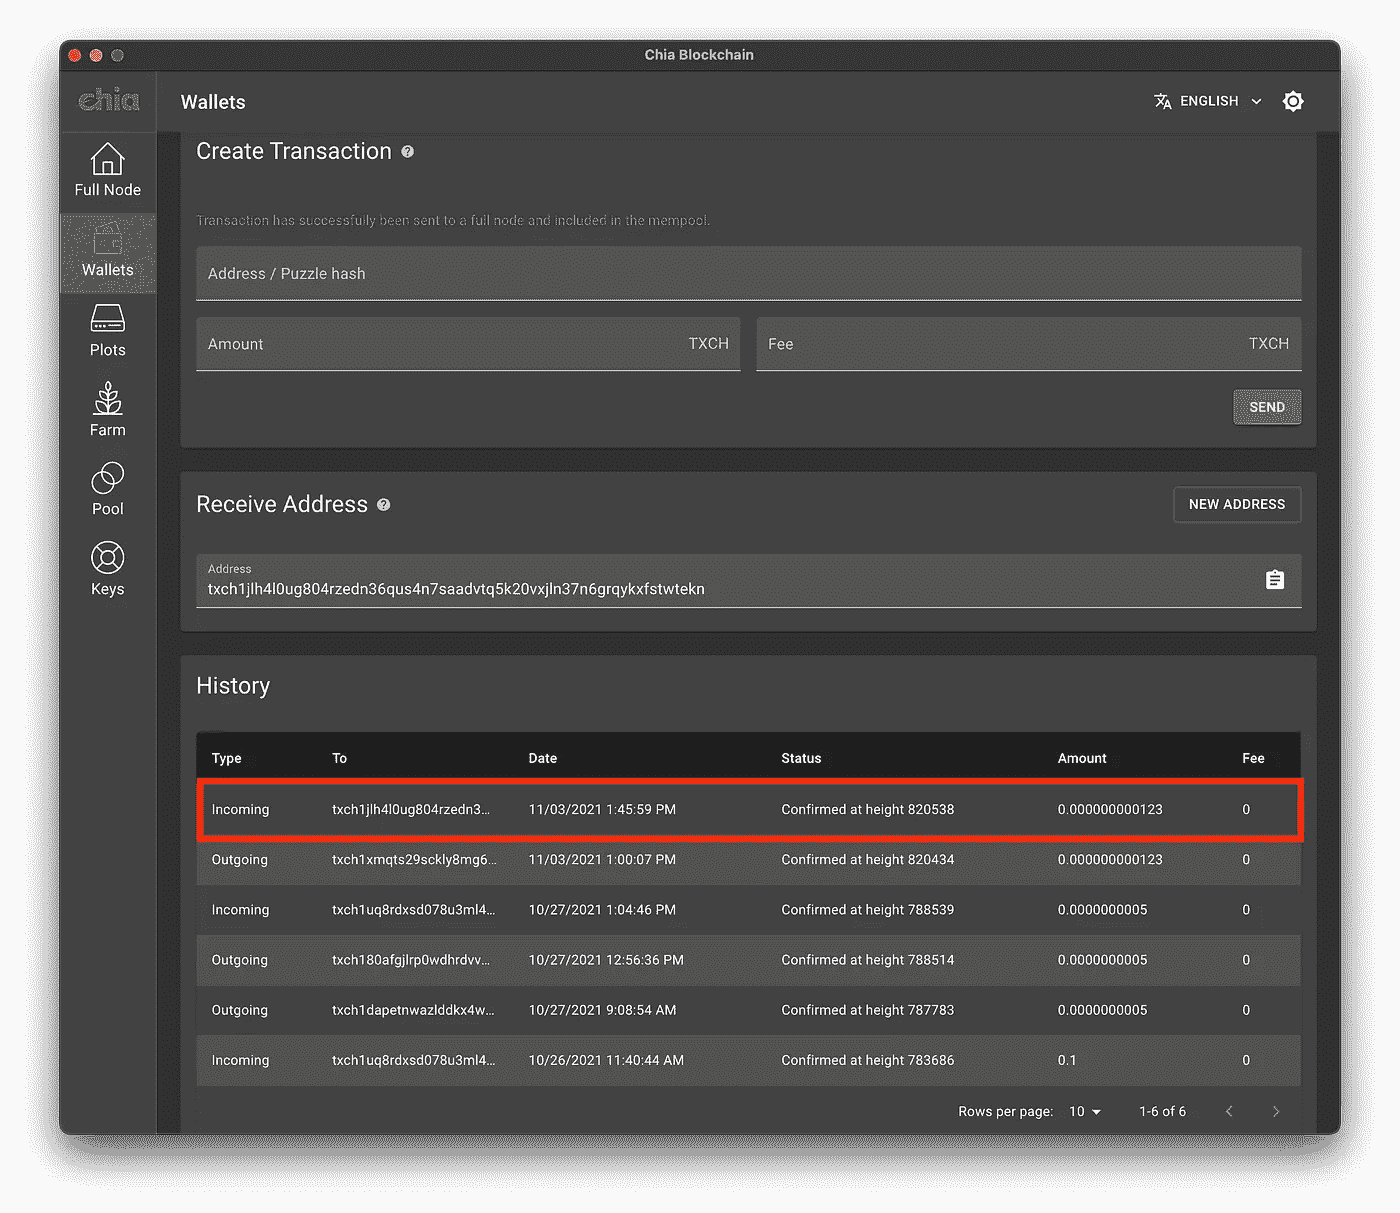 Chia Blockchain
chia
Wallets
ENGLISH
Full Node
Wallets
Plots
Farm
Pool
Keys
Create Transaction
Transaction has successfully been sent to a full node and included in the mempool.
Address / Puzzle hash
Amount TXCH
Fee TXCH
SEND
Receive Address
NEW ADDRESS
Address
txch1jlh4l0ug804rzedn36qus4n7saadvtq5k20vxjln37n6grqykxfstwtekn
History
Type To Date Status Amount Fee
Incoming txch1jlh4l0ug804rzedn3... 11/03/2021 1:45:59 PM Confirmed at height 820538 0.000000000123 0
Outgoing txch1xmqts29sckly8mg6... 11/03/2021 1:00:07 PM Confirmed at height 820434 0.000000000123 0
Incoming txch1uq8rdxsd078u3ml4... 10/27/2021 1:04:46 PM Confirmed at height 788539 0.0000000005 0
Outgoing txch180afgjlrp0wdhrdvv... 10/27/2021 12:56:36 PM Confirmed at height 788514 0.0000000005 0
Outgoing txch1dapetnwazlddkx4w... 10/27/2021 9:08:54 AM Confirmed at height 787783 0.0000000005 0
Incoming txch1uq8rdxsd078u3ml4... 10/26/2021 11:40:44 AM Confirmed at height 783686 0.1 0
Rows per page: 10 1-6 of 6